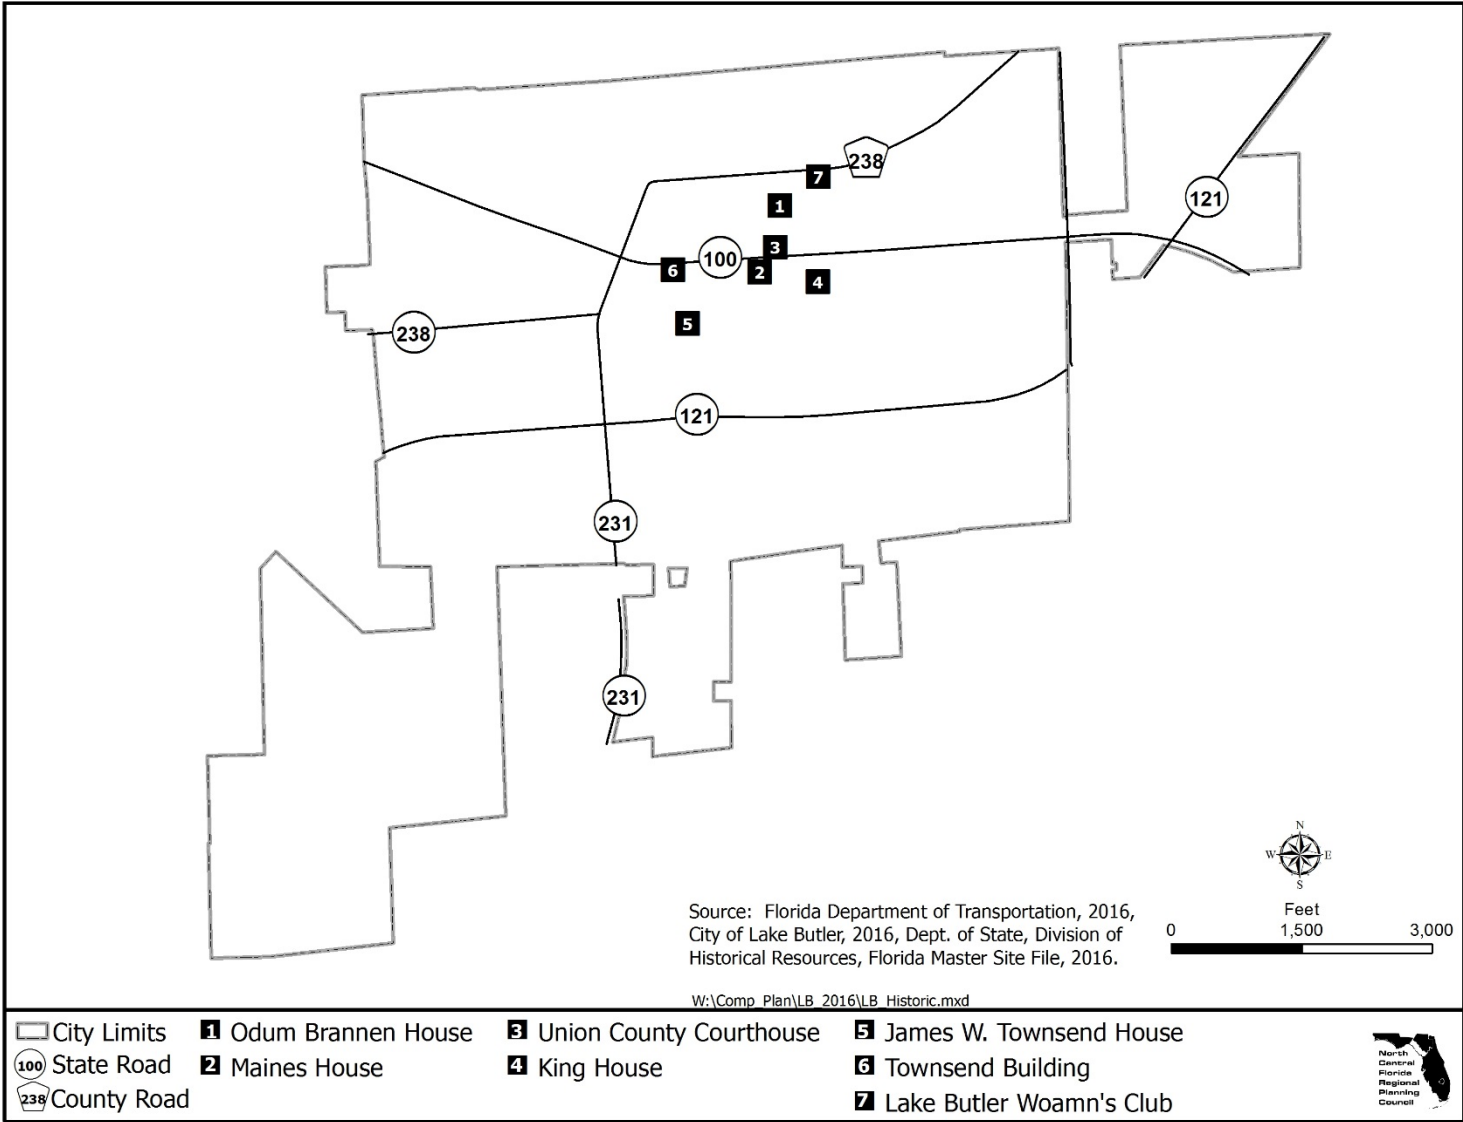 238
7
1
121
3
100
6
2
4
5
238
121
231
231
N
W E
S
Source: Florida Department of Transportation, 2016,
City of Lake Butler, 2016, Dept. of State, Division of
Historical Resources, Florida Master Site File, 2016.
Feet
0 1,500 3,000
W:\Comp_Plan\LB_2016\LB_Historic.mxd
City Limits
100 State Road
238 County Road
1 Odum Brannen House
2 Maines House
3 Union County Courthouse
4 King House
5 James W. Townsend House
6 Townsend Building
7 Lake Butler Woamn's Club
North
Central
Florida
Regional
Planning
Council